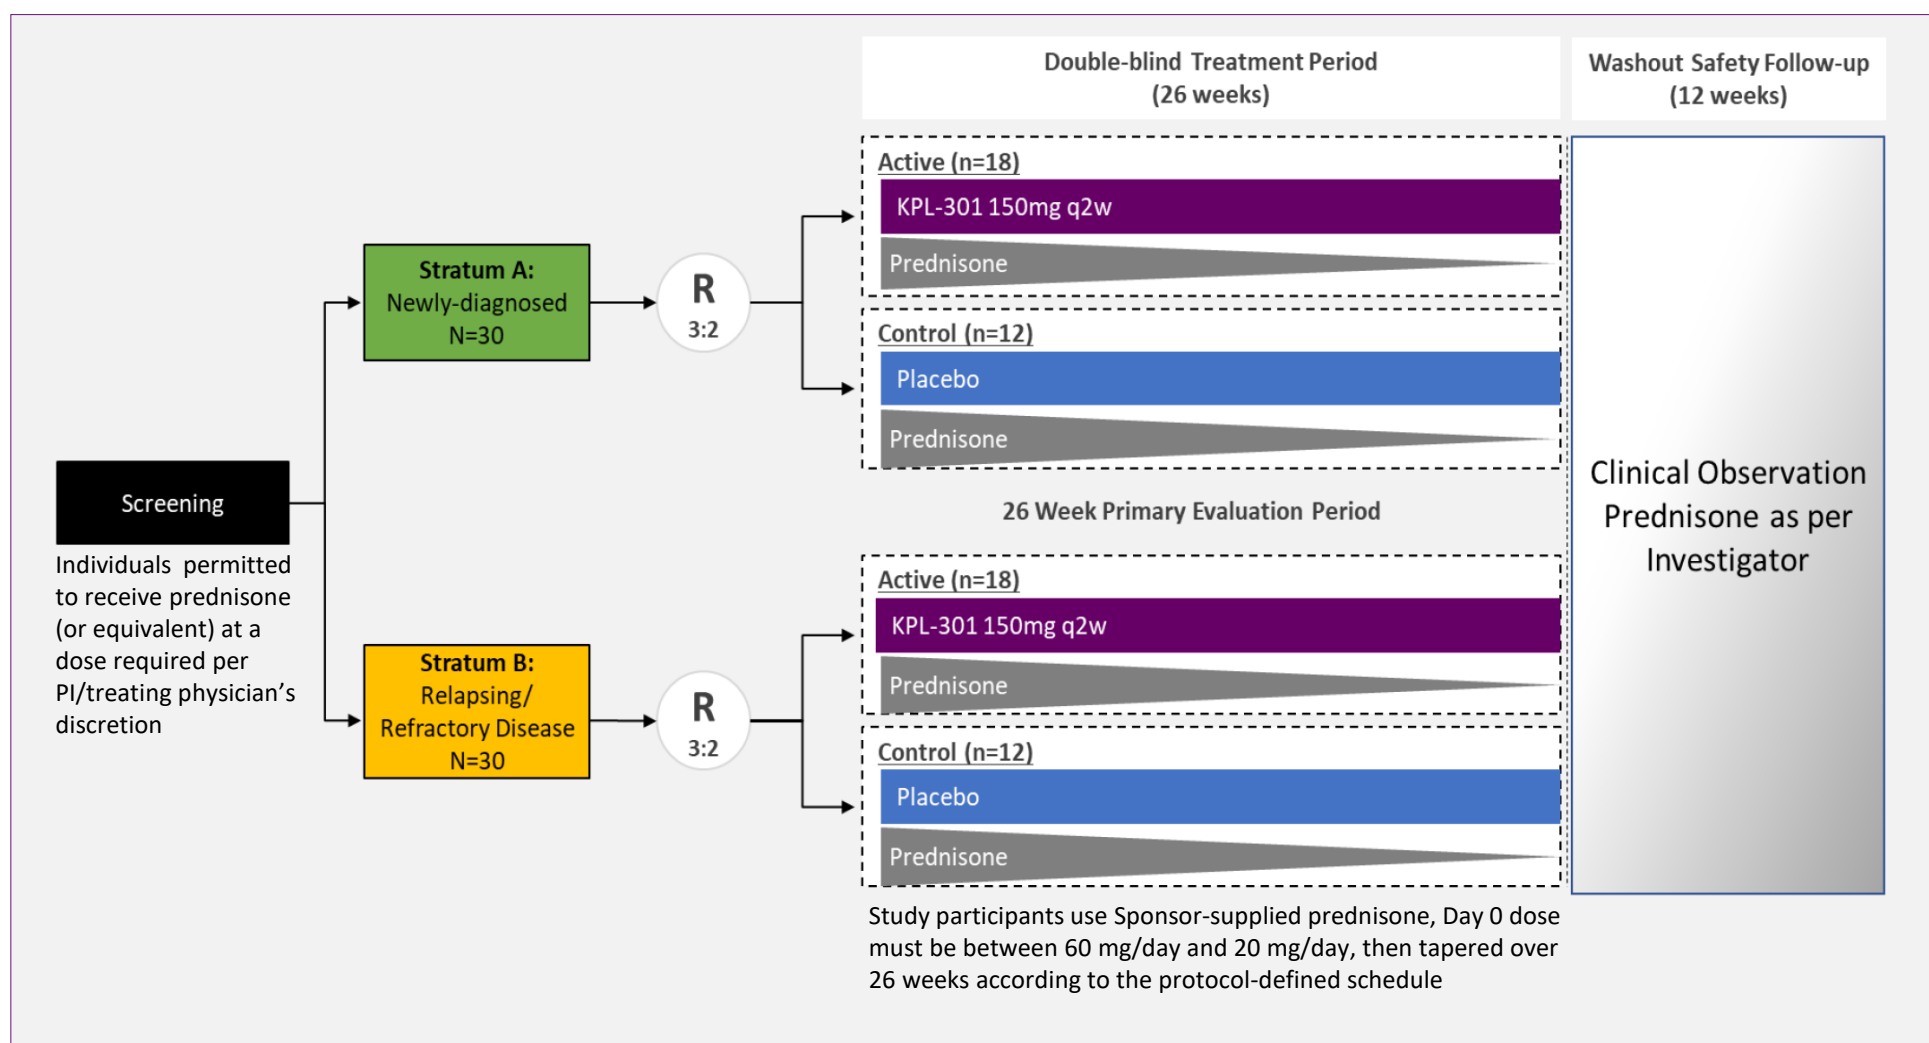 Double-blind Treatment Period
(26 weeks)
Washout Safety Follow-up
(12 weeks)
Active (n=18)
KPL-301 150mg q2w
Prednisone
Stratum A:
Newly-diagnosed
N=30
R
3:2
Control (n=12)
Placebo
Prednisone
Screening
Individuals permitted
to receive prednisone
(or equivalent) at a
dose required per
PI/treating physician’s
discretion
26 Week Primary Evaluation Period
Clinical Observation
Prednisone as per
Investigator
Active (n=18)
KPL-301 150mg q2w
Prednisone
Stratum B:
Relapsing/
Refractory Disease
N=30
R
3:2
Control (n=12)
Placebo
Prednisone
Study participants use Sponsor-supplied prednisone, Day 0 dose
must be between 60 mg/day and 20 mg/day, then tapered over
26 weeks according to the protocol-defined schedule